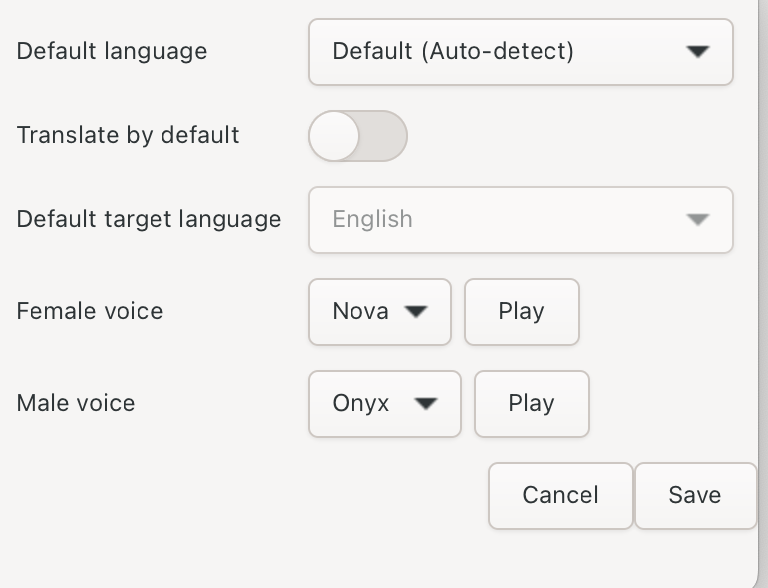 Default language Default (Auto-detect)
Translate by default
Default target language English
Female voice Nova Play
Male voice Onyx Play
Cancel Save